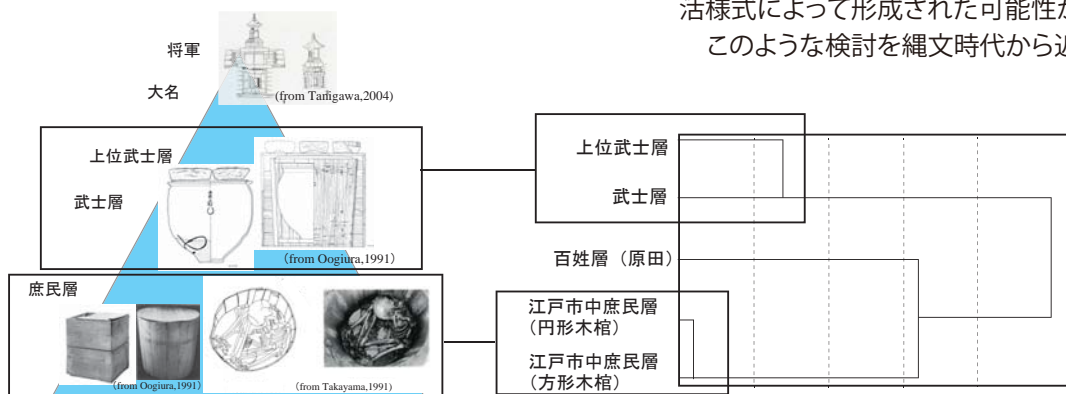 活様式によって形成された可能性が
このような検討を縄文時代から近
将軍
大名
(from Tanigawa,2004)
上位武士層
武士層
(from Oogiura,1991)
庶民層
(from Oogiura,1991)
(from Takayama,1991)
上位武士層
武士層
百姓層（原田）
江戸市中庶民層
（円形木棺）
江戸市中庶民層
（方形木棺）